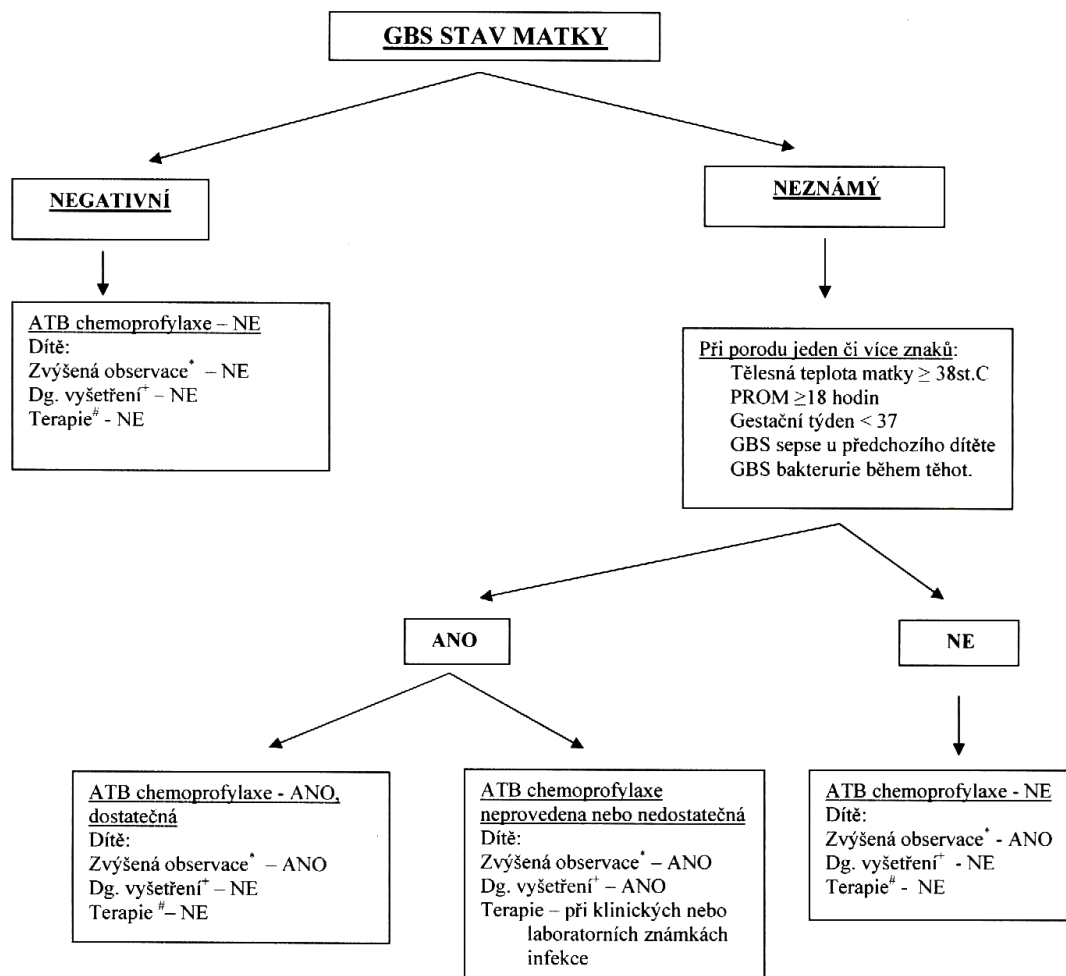 GBS STAV MATKY
NEGATIVNÍ
NEZNÁMÝ
ATB chemoprofylaxe – NE
Dítě:
Zvýšená observace* – NE
Dg. vyšetření+ – NE
Terapie# - NE
Při porodu jeden či více znaků:
Tělesná teplota matky ≥ 38st.C
PROM ≥18 hodin
Gestační týden < 37
GBS sepse u předchozího dítěte
GBS bakterurie během těhot.
ANO
NE
ATB chemoprofylaxe - ANO,
dostatečná
Dítě:
Zvýšená observace* – ANO
Dg. vyšetření+ – NE
Terapie #– NE
ATB chemoprofylaxe
neprovedena nebo nedostatečná
Dítě:
Zvýšená observace* – ANO
Dg. vyšetření+ – ANO
Terapie – při klinických nebo
laboratorních známkách
infekce
ATB chemoprofylaxe - NE
Dítě:
Zvýšená observace* - ANO
Dg. vyšetření+ - NE
Terapie# - NE